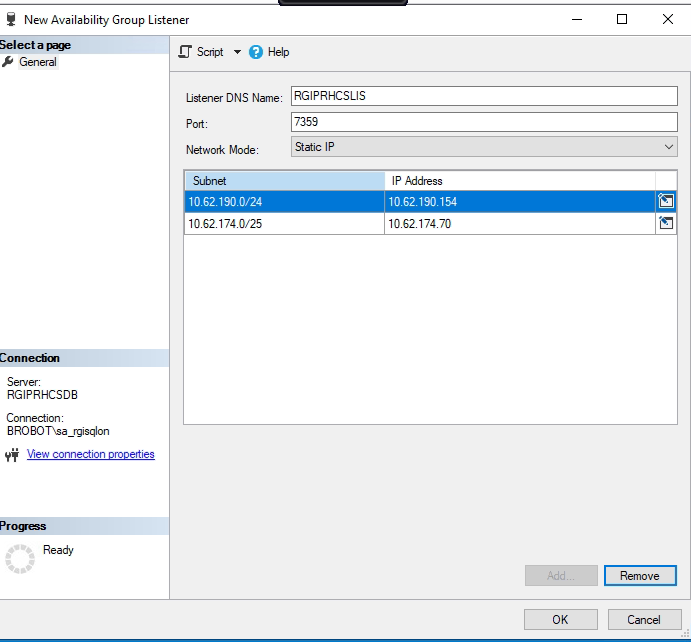 New Availability Group Listener
Select a page
General
Script
Help
Listener DNS Name: RGIPRHCSLIS
Port: 7359
Network Mode: Static IP
Subnet IP Address
10.62.190.0/24 10.62.190.154
10.62.174.0/25 10.62.174.70
Connection
Server:
RGIPRHCSDB
Connection:
BROBOT\sa_rgisqlon
View connection properties
Progress
Ready
Add...
Remove
OK
Cancel